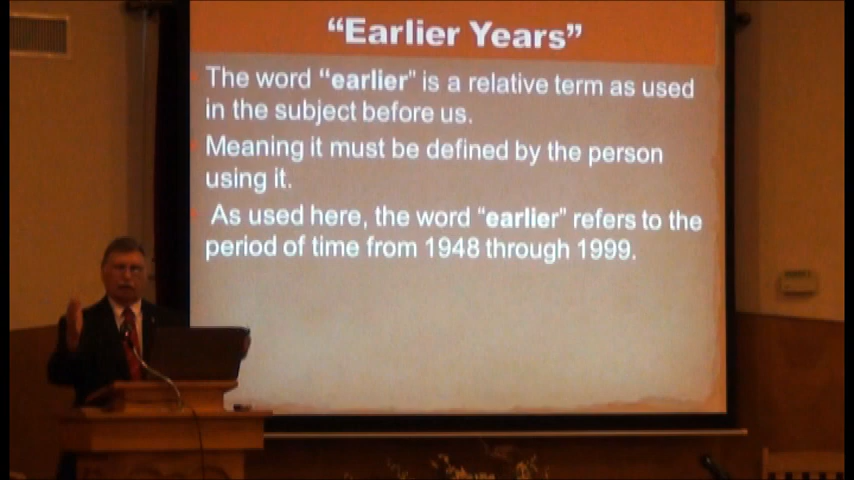 “Earlier Years”
The word “earlier” is a relative term as used
in the subject before us.
Meaning it must be defined by the person
using it.
As used here, the word “earlier” refers to the
period of time from 1948 through 1999.